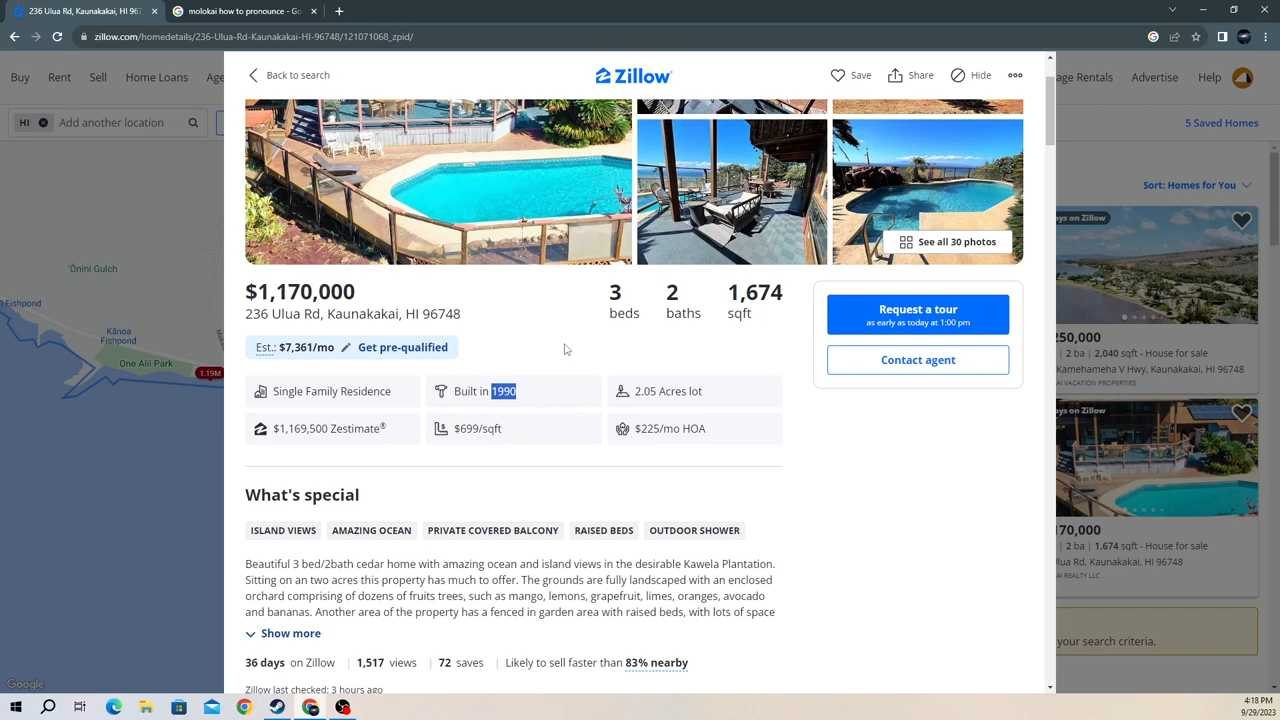 236 Ulua Rd, Kaunakakai, HI 967
molokai how to pronounce - Go
zillow.com/homedetails/236-Ulua-Rd-Kaunakakai-HI-96748/121071068_zpid/
Buy Rent Sell Home Loans Age
Back to search
Zillow
Save Share Hide
age Rentals Advertise Help
HI Add another location
5 Saved Homes
Sort: Homes for You
ays on Zillow
See all 30 photos
'Ōnini Gulch
i Fishpond
Kānoa Fishpond
One Alii Park
1.19M
$1,170,000
236 Ulua Rd, Kaunakakai, HI 96748
3 beds
2 baths
1,674 sqft
Est.: $7,361/mo Get pre-qualified
Request a tour
as early as today at 1:00 pm
Contact agent
Single Family Residence
Built in 1990
2.05 Acres lot
$1,169,500 Zestimate®
$699/sqft
$225/mo HOA
250,000
2 ba | 2,040 sqft - House for sale
Kamehameha V Hwy, Kaunakakai, HI 96748
AI VACATION PROPERTIES
ays on Zillow
What's special
ISLAND VIEWS
AMAZING OCEAN
PRIVATE COVERED BALCONY
RAISED BEDS
OUTDOOR SHOWER
Beautiful 3 bed/2bath cedar home with amazing ocean and island views in the desirable Kawela Plantation.
Sitting on an two acres this property has much to offer. The grounds are fully landscaped with an enclosed
orchard comprising of dozens of fruits trees, such as mango, lemons, grapefruit, limes, oranges, avocado
and bananas. Another area of the property has a fenced in garden area with raised beds, with lots of space
Show more
36 days on Zillow | 1,517 views | 72 saves | Likely to sell faster than 83% nearby
Zillow last checked: 3 hours ago
170,000
2 ba | 1,674 sqft - House for sale
Ulua Rd, Kaunakakai, HI 96748
AI REALTY LLC
your search criteria.
Google
4:18 PM
9/29/2023